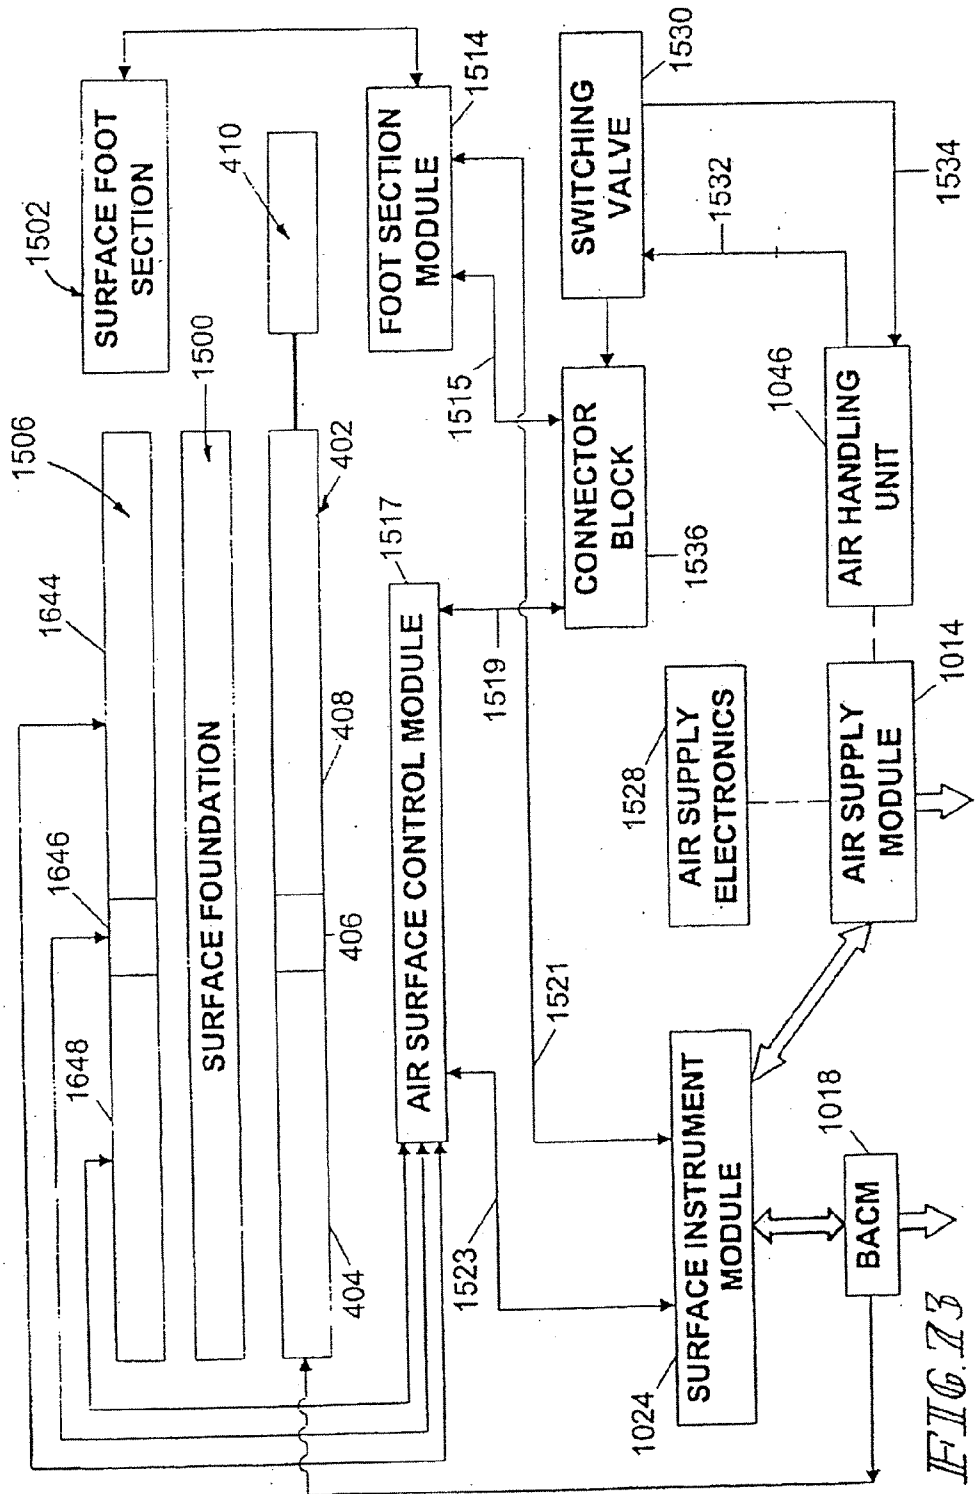 1502
SURFACE FOOT
SECTION
410
FOOT SECTION
MODULE
1514
SWITCHING
VALVE
1530
1532
1534
1506
1500
1515
402
CONNECTOR
BLOCK
1536
1046
AIR HANDLING
UNIT
1644
1517
1519
408
1646
SURFACE FOUNDATION
406
AIR SURFACE CONTROL MODULE
1528
AIR SUPPLY
ELECTRONICS
AIR SUPPLY
MODULE
1014
1648
404
1521
1523
SURFACE INSTRUMENT
MODULE
1024
1018
BACM
FIG. 73